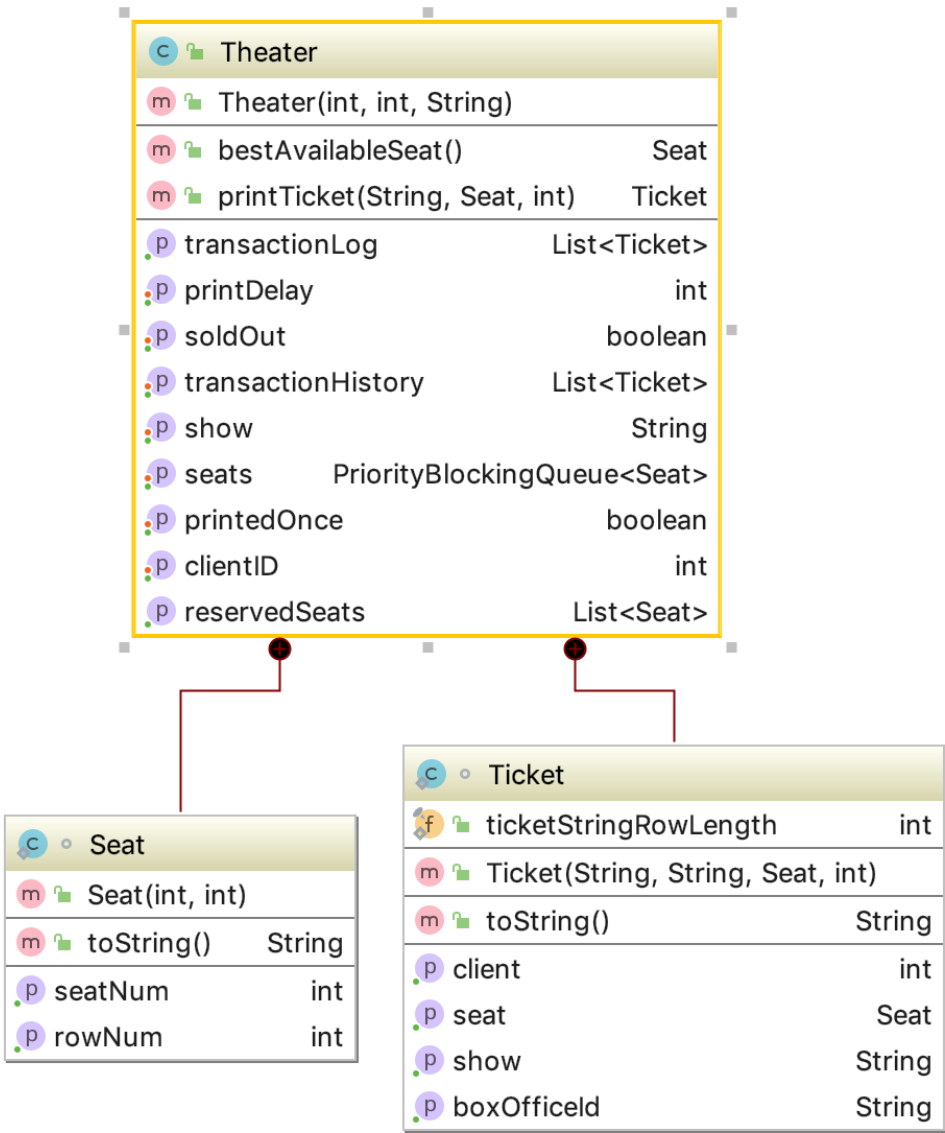 C Theater
m Theater(int, int, String)
m bestAvailableSeat() Seat
m printTicket(String, Seat, int) Ticket
p transactionLog List<Ticket>
p printDelay int
p soldOut boolean
p transactionHistory List<Ticket>
p show String
p seats PriorityBlockingQueue<Seat>
p printedOnce boolean
p clientID int
p reservedSeats List<Seat>
C Seat
m Seat(int, int)
m toString() String
p seatNum int
p rowNum int
C Ticket
f ticketStringRowLength int
m Ticket(String, String, Seat, int)
m toString() String
p client int
p seat Seat
p show String
p boxOfficeId String